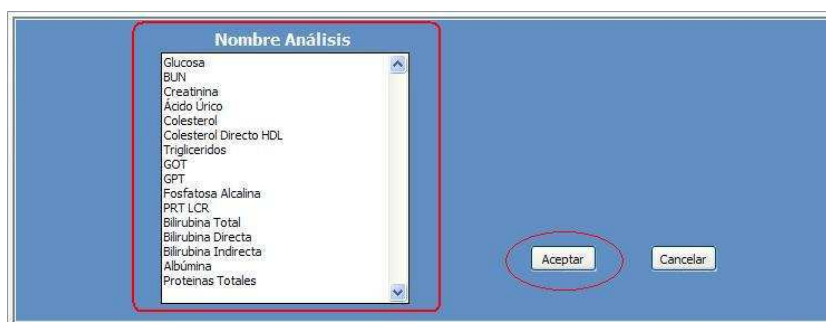 Nombre Análisis
Glucosa
BUN
Creatinina
Ácido Úrico
Colesterol
Colesterol Directo HDL
Trigliceridos
GOT
GPT
Fosfatosa Alcalina
PRT LCR
Bilirubina Total
Bilirubina Directa
Bilirubina Indirecta
Albúmina
Proteinas Totales
Aceptar
Cancelar